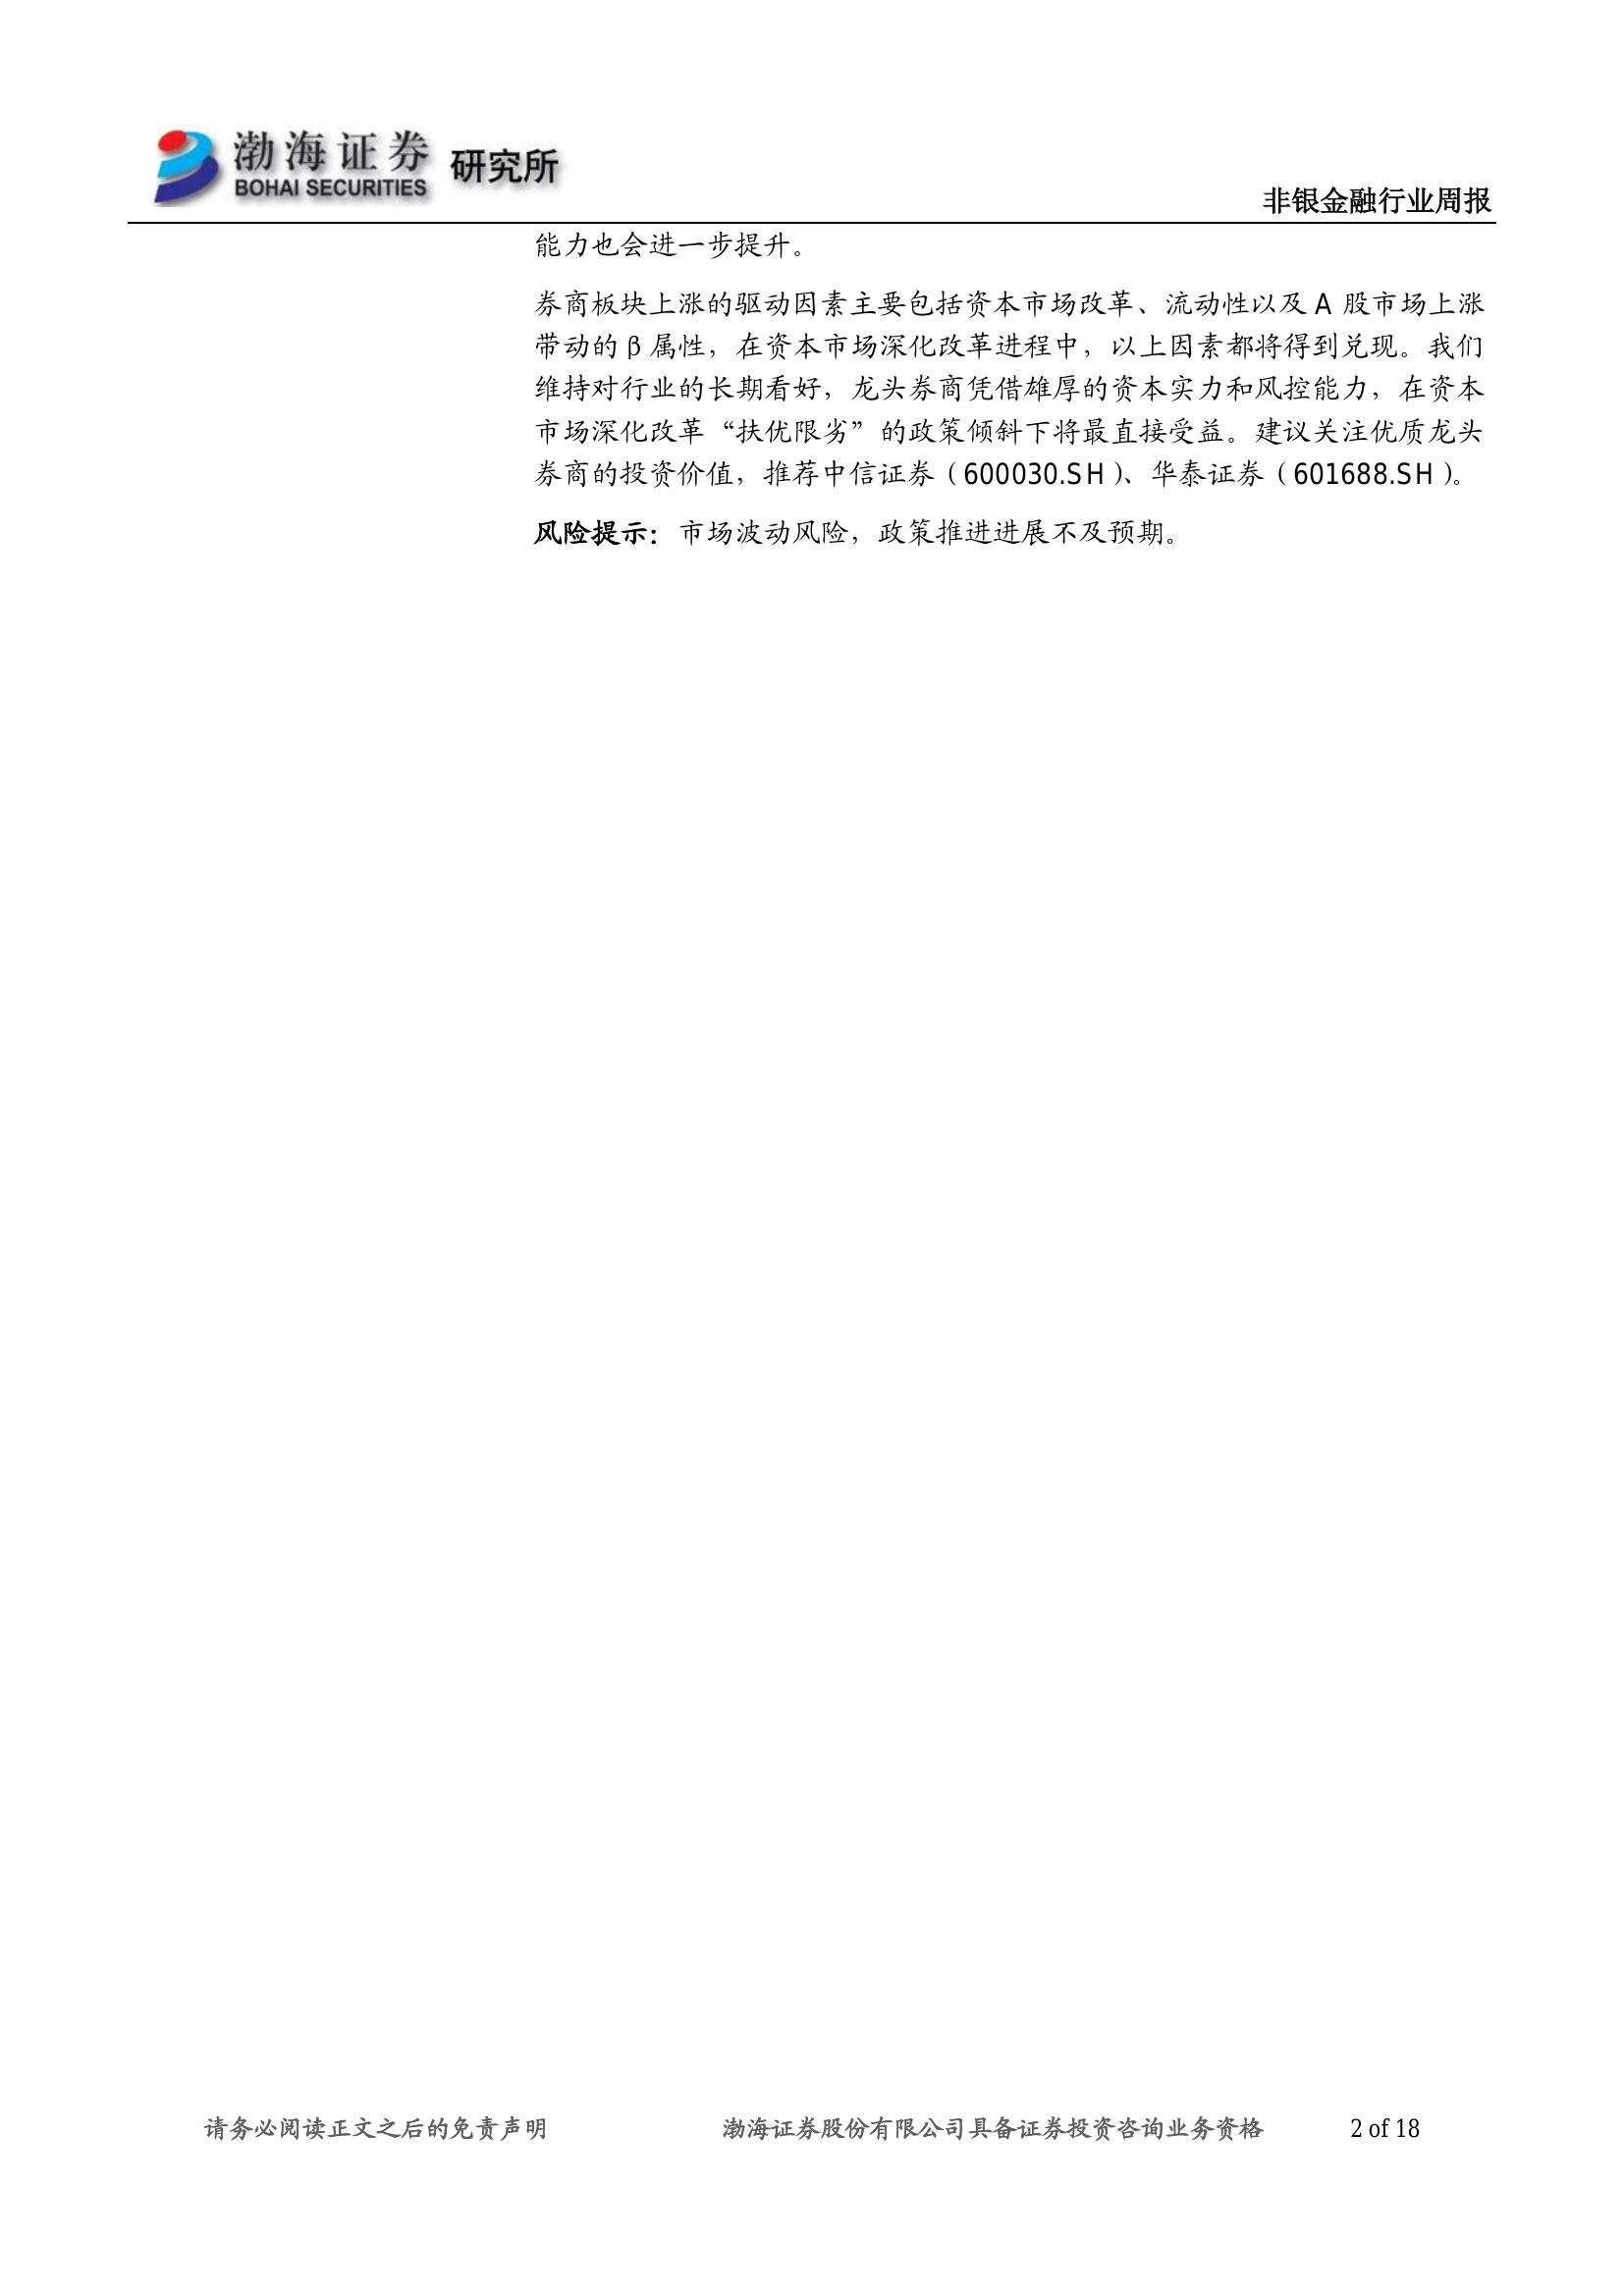 渤海证券 研究所
BOHAI SECURITIES
非银金融行业周报
能力也会进一步提升。
券商板块上涨的驱动因素主要包括资本市场改革、流动性以及 A 股市场上涨
带动的 β 属性，在资本市场深化改革进程中，以上因素都将得到兑现。我们
维持对行业的长期看好，龙头券商凭借雄厚的资本实力和风控能力，在资本
市场深化改革“扶优限劣”的政策倾斜下将最直接受益。建议关注优质龙头
券商的投资价值，推荐中信证券（600030.SH）、华泰证券（601688.SH）。
风险提示：市场波动风险，政策推进进展不及预期。
请务必阅读正文之后的免责声明 渤海证券股份有限公司具备证券投资咨询业务资格 2 of 18